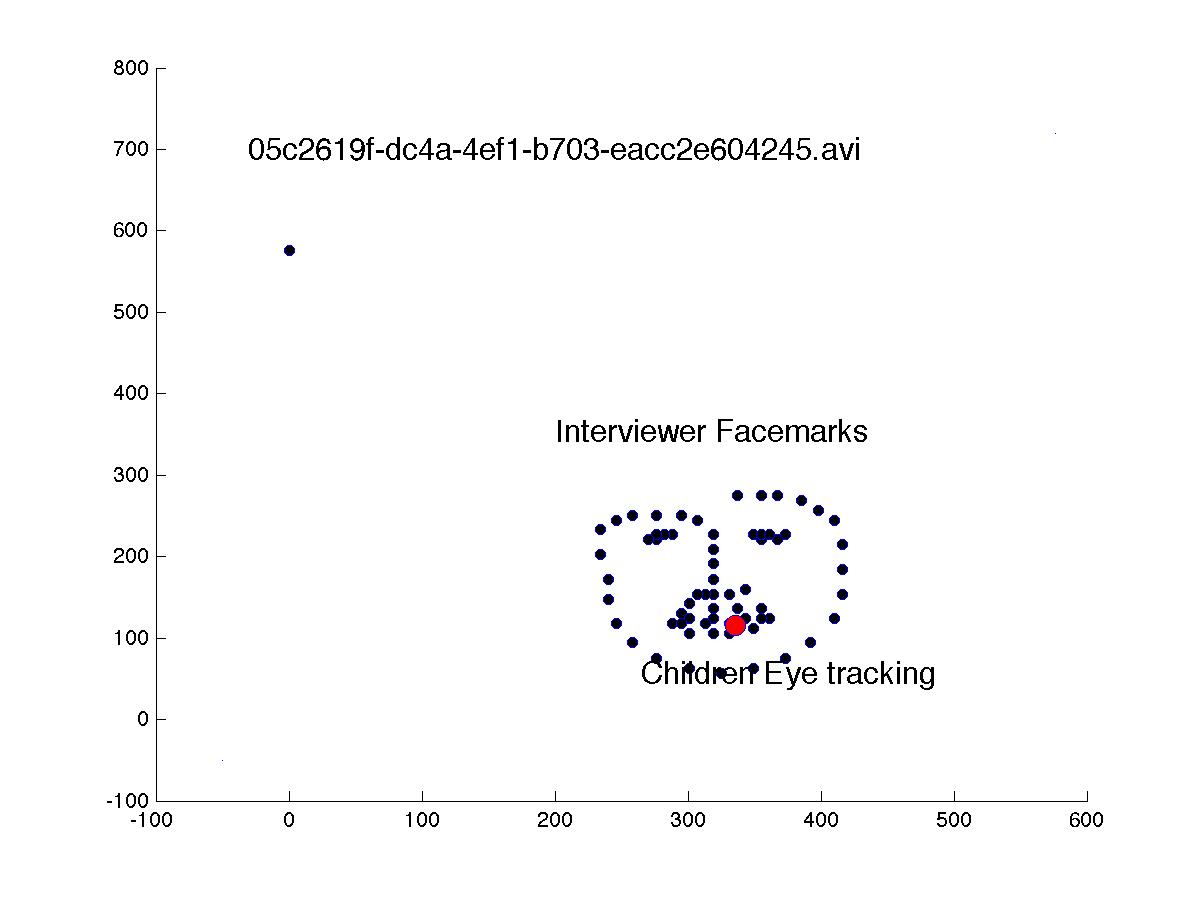 800
700
05c2619f-dc4a-4ef1-b703-eacc2e604245.avi
600
500
400
Interviewer Facemarks
300
200
100
Children Eye tracking
0
-100
-100 0 100 200 300 400 500 600